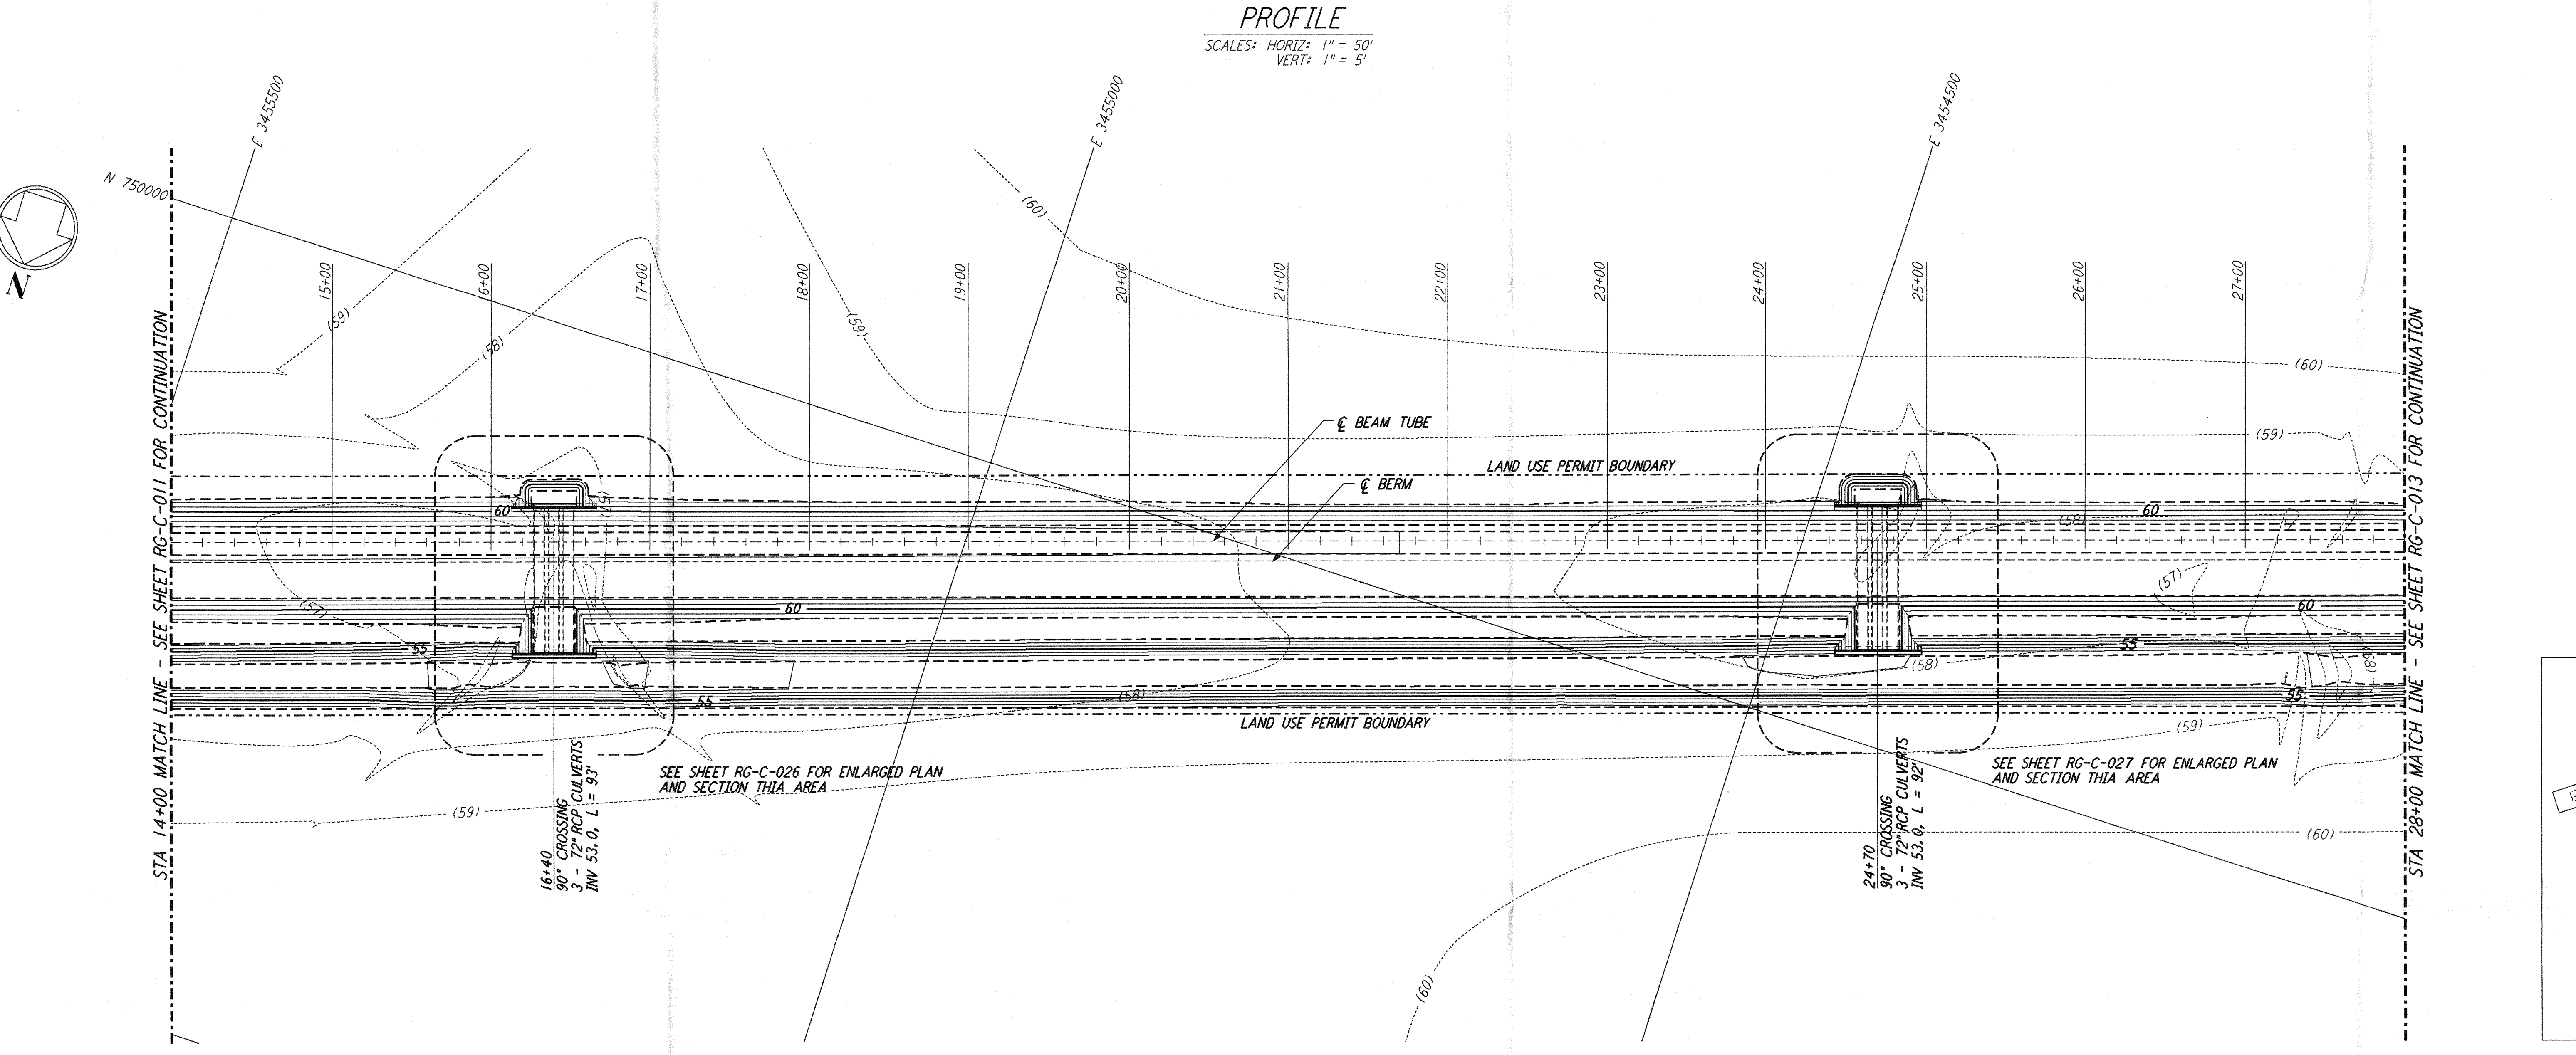 PROFILE
SCALES: HORIZ: 1" = 50'
VERT: 1" = 5'
E 3455500
E 3455000
E 3454500
N 750000
N
15+00
6+00
17+00
18+00
19+00
20+00
21+00
22+00
23+00
24+00
25+00
26+00
27+00
(60)
(59)
(58)
(59)
(60)
(59)
STA 14+00 MATCH LINE - SEE SHEET RG-C-011 FOR CONTINUATION
STA 28+00 MATCH LINE - SEE SHEET RG-C-013 FOR CONTINUATION
℄ BEAM TUBE
LAND USE PERMIT BOUNDARY
℄ BERM
60
(58)
60
(57)
(57)
60
60
55
55
(58)
(58)
55
(58)
55
LAND USE PERMIT BOUNDARY
(59)
SEE SHEET RG-C-026 FOR ENLARGED PLAN
AND SECTION THIA AREA
SEE SHEET RG-C-027 FOR ENLARGED PLAN
AND SECTION THIA AREA
(59)
(60)
(60)
16+40
90° CROSSING
3 - 72" RCP CULVERTS
INV 53.0, L = 93'
24+70
90° CROSSING
3 - 72" RCP CULVERTS
INV 53.0, L = 92'